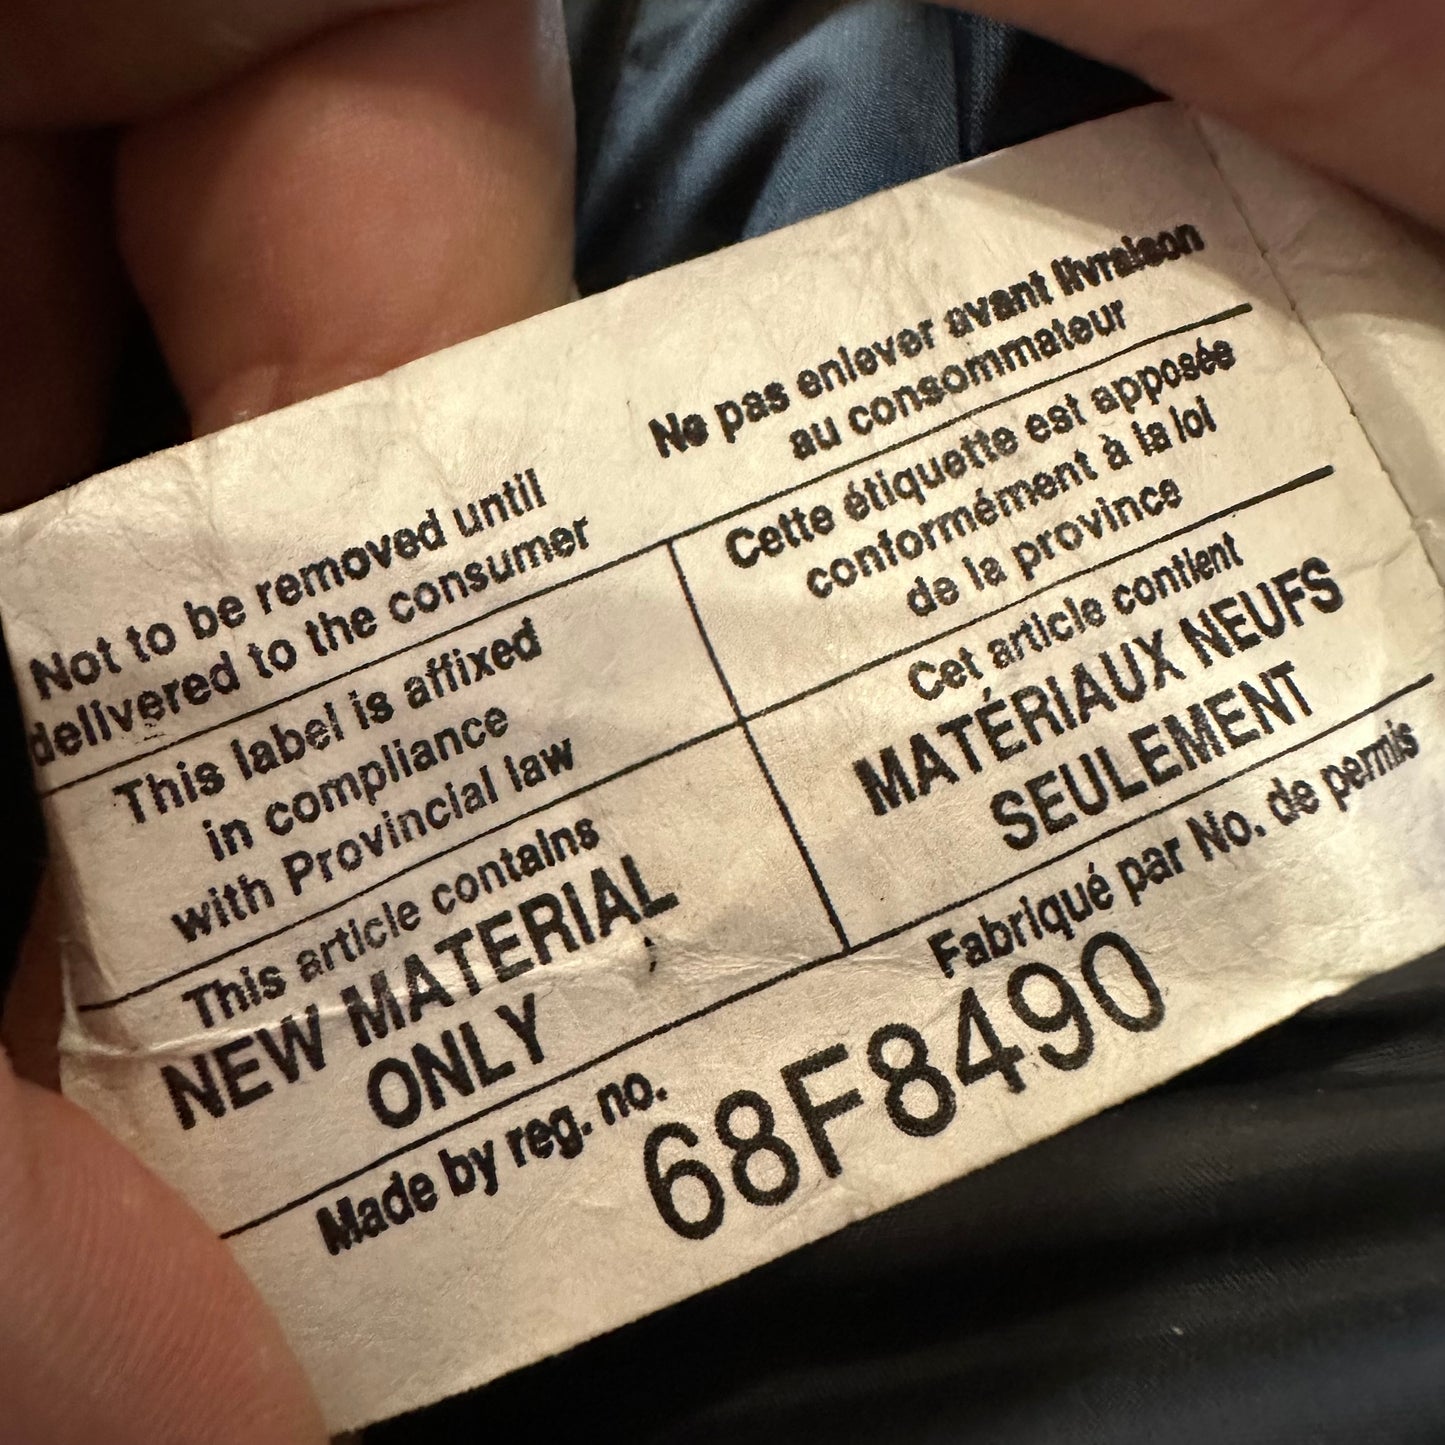 Not to be removed until
delivered to the consumer
Ne pas enlever avant livraison
au consommateur
This label is affixed
in compliance
with Provincial law
Cette étiquette est apposée
conformément à la loi
de la province
This article contains
NEW MATERIAL
ONLY
Cet article contient
MATÉRIAUX NEUFS
SEULEMENT
Made by reg. no.
Fabriqué par No. de permis
68F8490